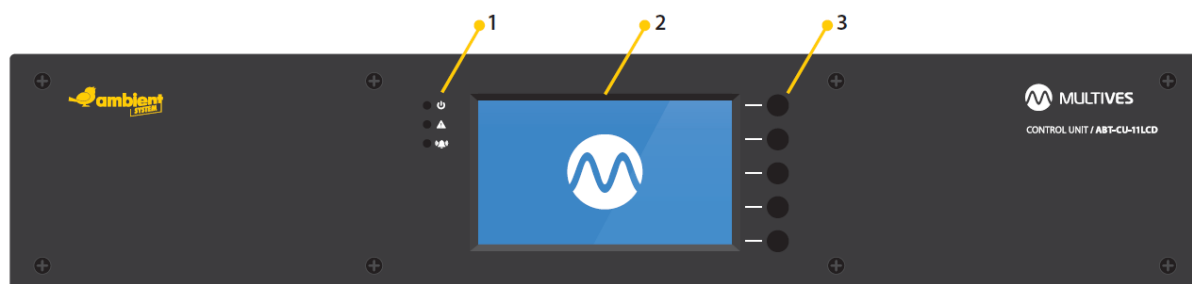 1
2
3
ambient
SYSTEM
MULTIVES
CONTROL UNIT / ABT-CU-11LCD